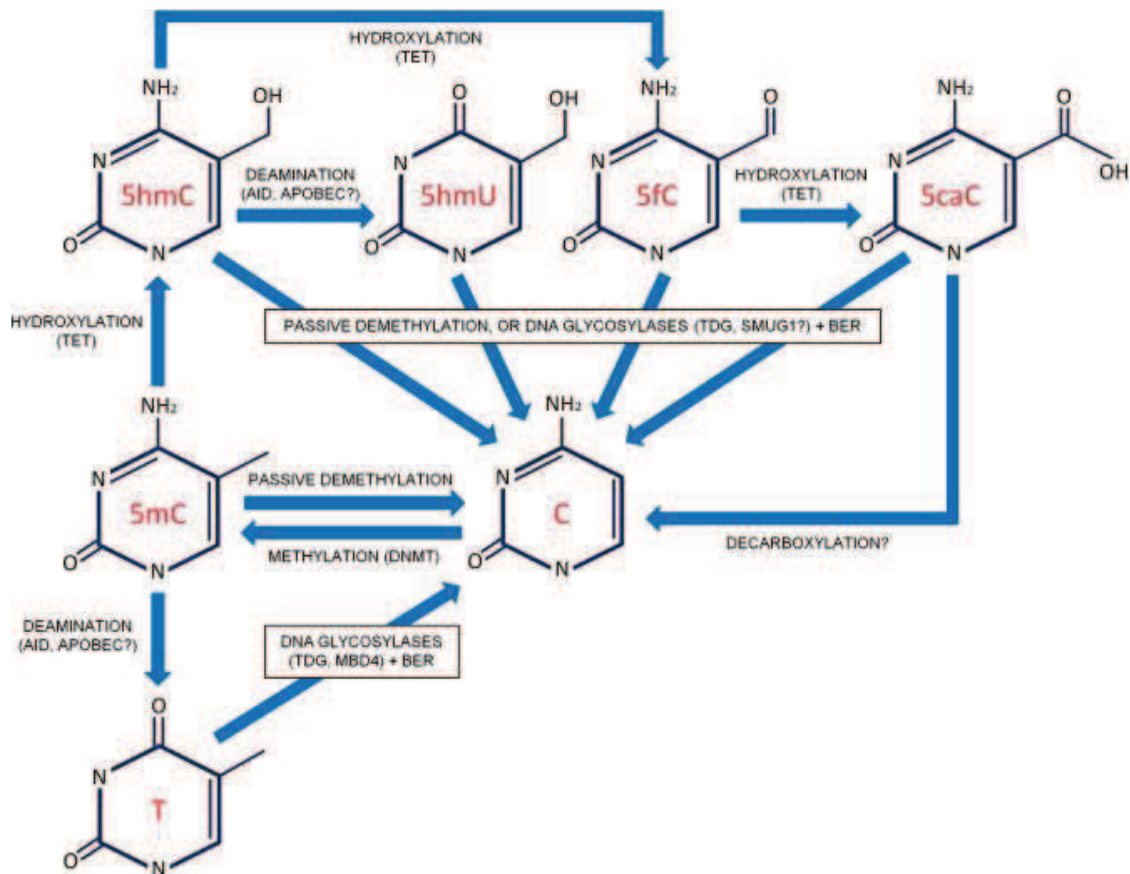 HYDROXYLATION
(TET)
NH₂
OH
N
5hmC
O
N
DEAMINATION
(AID, APOBEC?)
O
OH
N
5hmU
O
N
NH₂
O
N
5fC
O
N
HYDROXYLATION
(TET)
NH₂
O
OH
N
5caC
O
N
HYDROXYLATION
(TET)
PASSIVE DEMETHYLATION, OR DNA GLYCOSYLASES (TDG, SMUG1?) + BER
NH₂
N
5mC
O
N
PASSIVE DEMETHYLATION
METHYLATION (DNMT)
NH₂
N
C
O
N
DECARBOXYLATION?
DEAMINATION
(AID, APOBEC?)
DNA GLYCOSYLASES
(TDG, MBD4) + BER
O
N
T
O
N